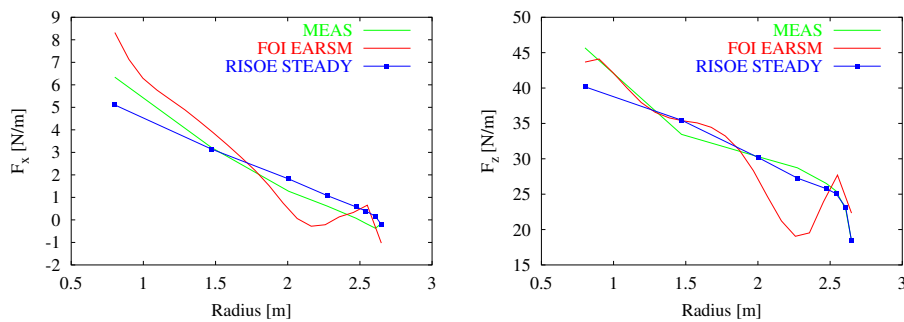 9
8
7
6
5
4
3
2
1
0
-1
-2
F_x [N/m]
MEAS
FOI EARSM
RISOE STEADY
0.5 1 1.5 2 2.5 3
Radius [m]
50
45
40
35
30
25
20
15
F_z [N/m]
MEAS
FOI EARSM
RISOE STEADY
0.5 1 1.5 2 2.5 3
Radius [m]